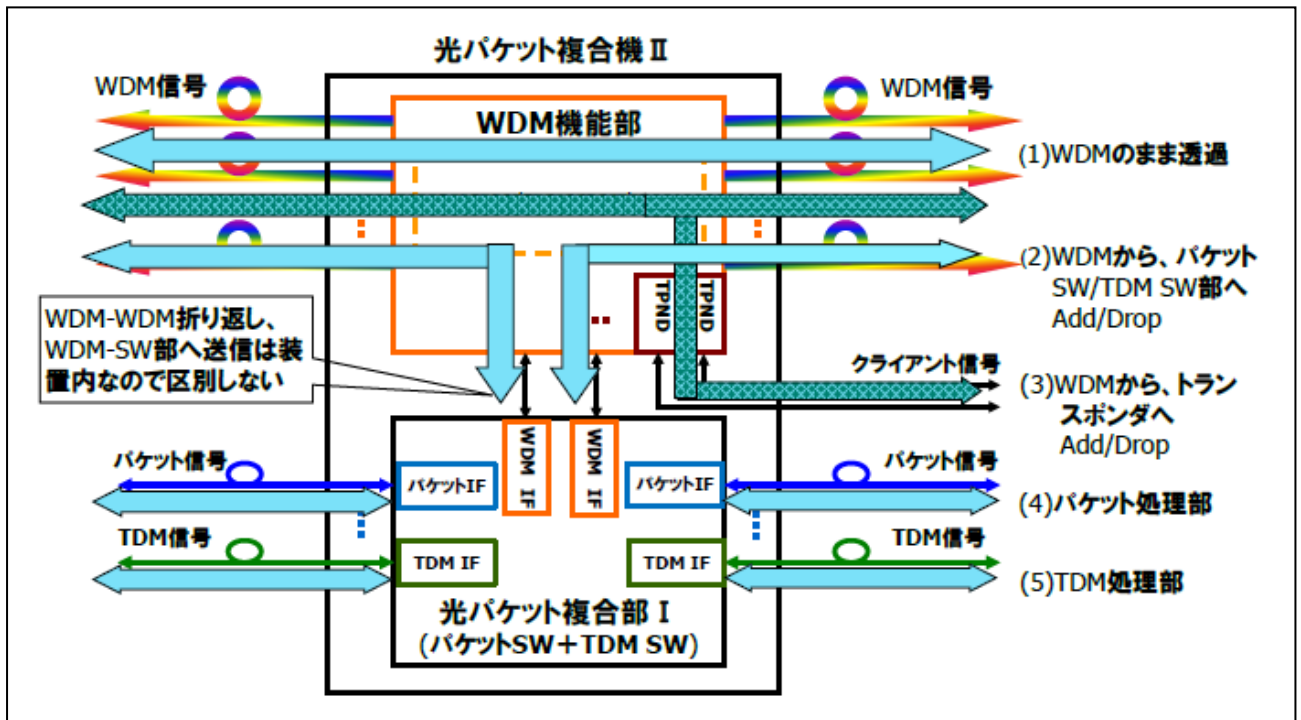 光パケット複合機Ⅱ
WDM信号
WDM信号
WDM機能部
(1)WDMのまま透過
(2)WDMから、パケット
SW/TDM SW部へ
Add/Drop
TPND
TPND
WDM-WDM折り返し、
WDM-SW部へ送信は装
置内なので区別しない
クライアント信号
(3)WDMから、トラン
スポンダへ
Add/Drop
WDM IF
WDM IF
パケット信号
パケットIF
パケットIF
パケット信号
(4)パケット処理部
TDM信号
TDM IF
TDM IF
TDM信号
(5)TDM処理部
光パケット複合部Ⅰ
(パケットSW+TDM SW)